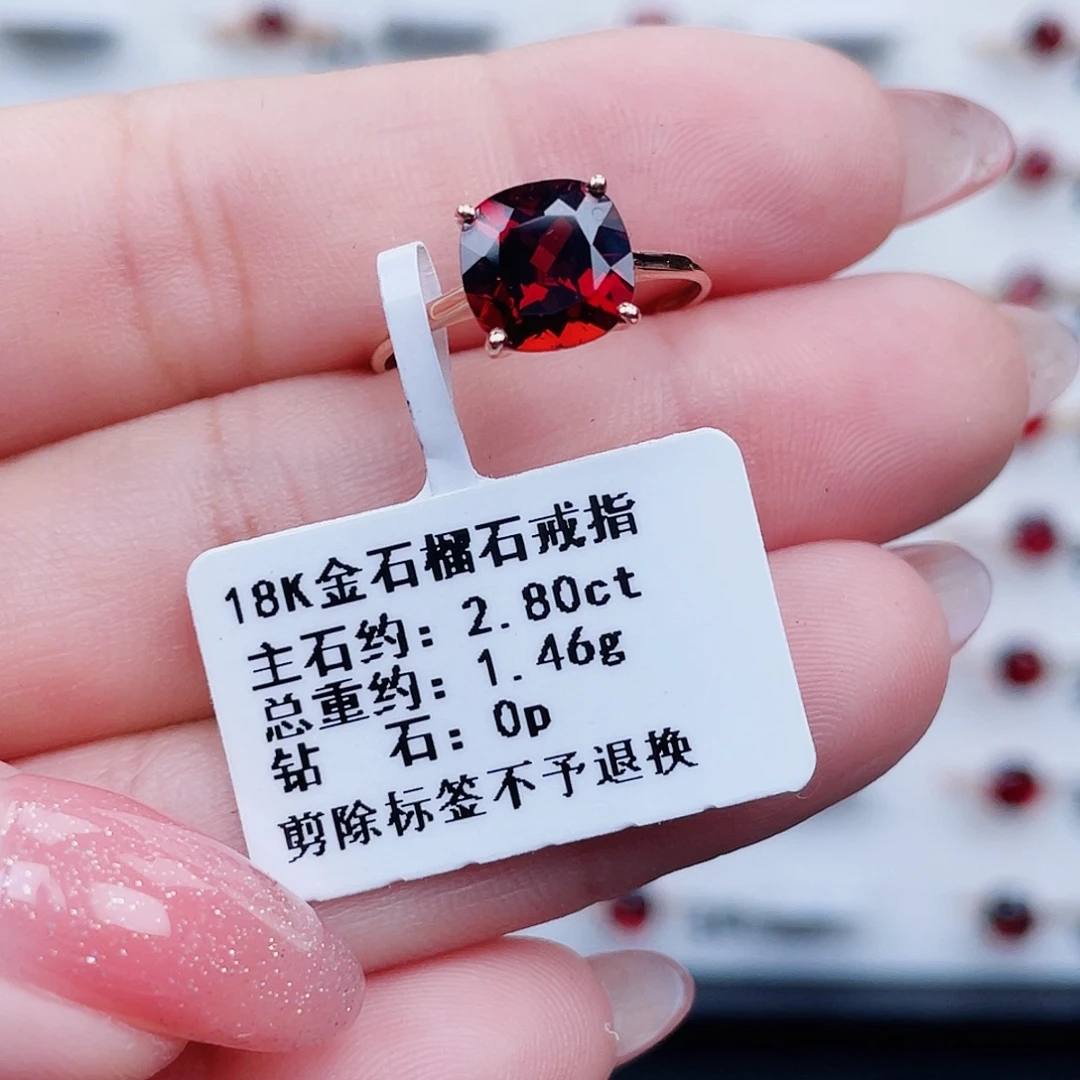 18K金石榴石戒指
主石约: 2.80ct
总重约: 1.46g
钻 石: 0p
剪除标签不予退换